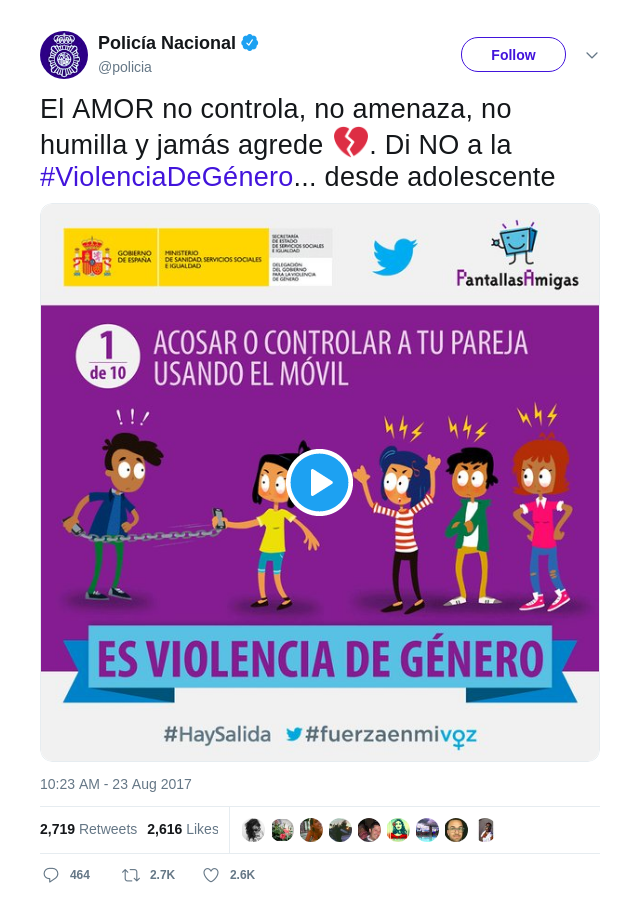 Policía Nacional
@policia
Follow
El AMOR no controla, no amenaza, no
humilla y jamás agrede 💔. Di NO a la
#ViolenciaDeGénero... desde adolescente
GOBIERNO
DE ESPAÑA
MINISTERIO
DE SANIDAD, SERVICIOS SOCIALES
E IGUALDAD
SECRETARÍA
DE ESTADO
DE SERVICIOS SOCIALES
E IGUALDAD
DELEGACIÓN
DEL GOBIERNO
PARA LA VIOLENCIA
DE GÉNERO
PantallasAmigas
1
de 10
ACOSAR O CONTROLAR A TU PAREJA
USANDO EL MÓVIL
! ! !
ES VIOLENCIA DE GÉNERO
#HaySalida #fuerzaenmivoz
10:23 AM - 23 Aug 2017
2,719 Retweets 2,616 Likes
464 2.7K 2.6K